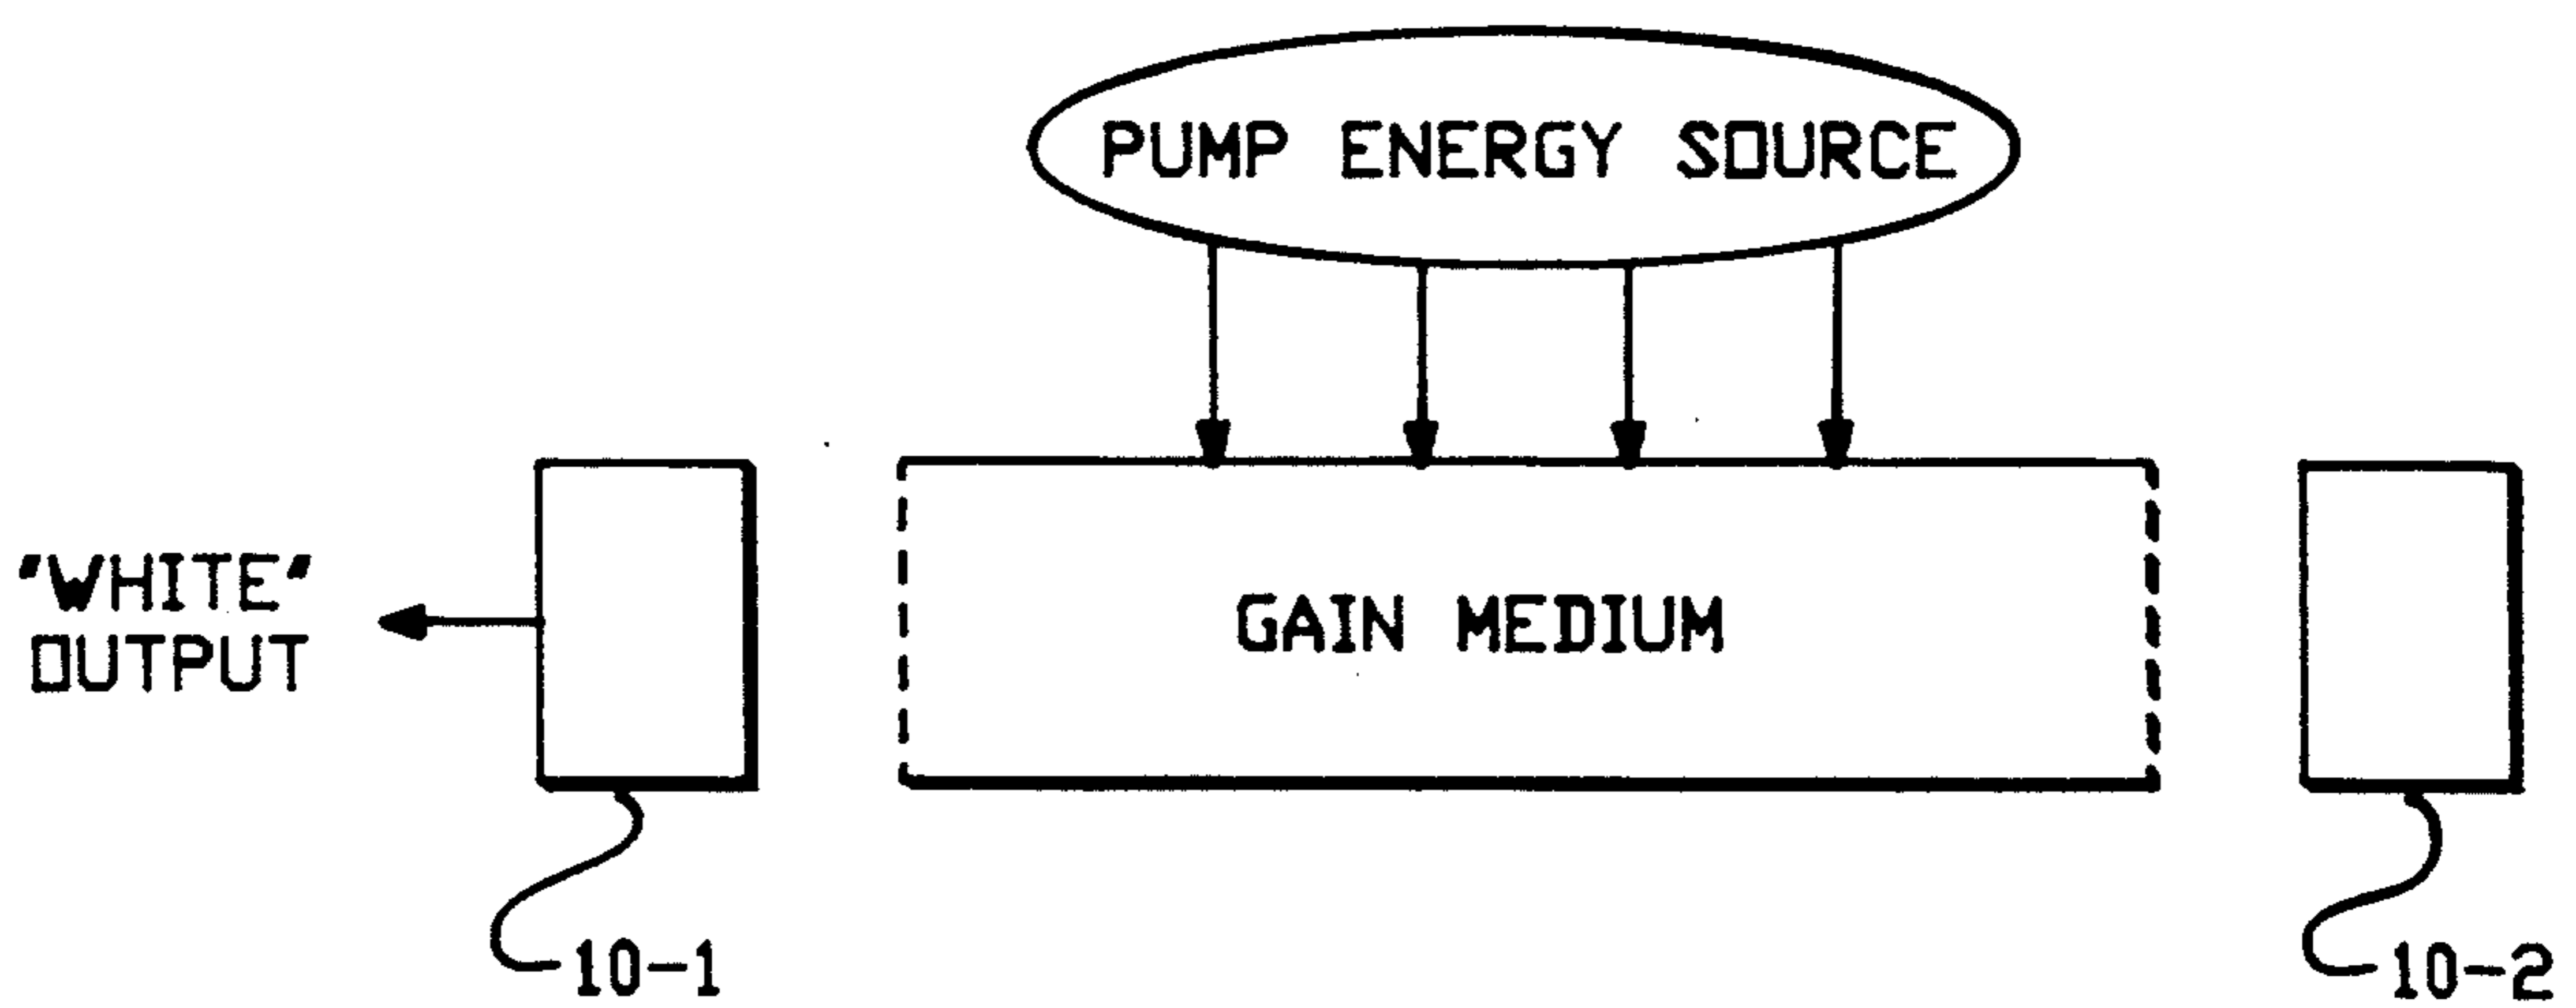 PUMP ENERGY SOURCE
"WHITE"
OUTPUT
GAIN MEDIUM
10-1
10-2